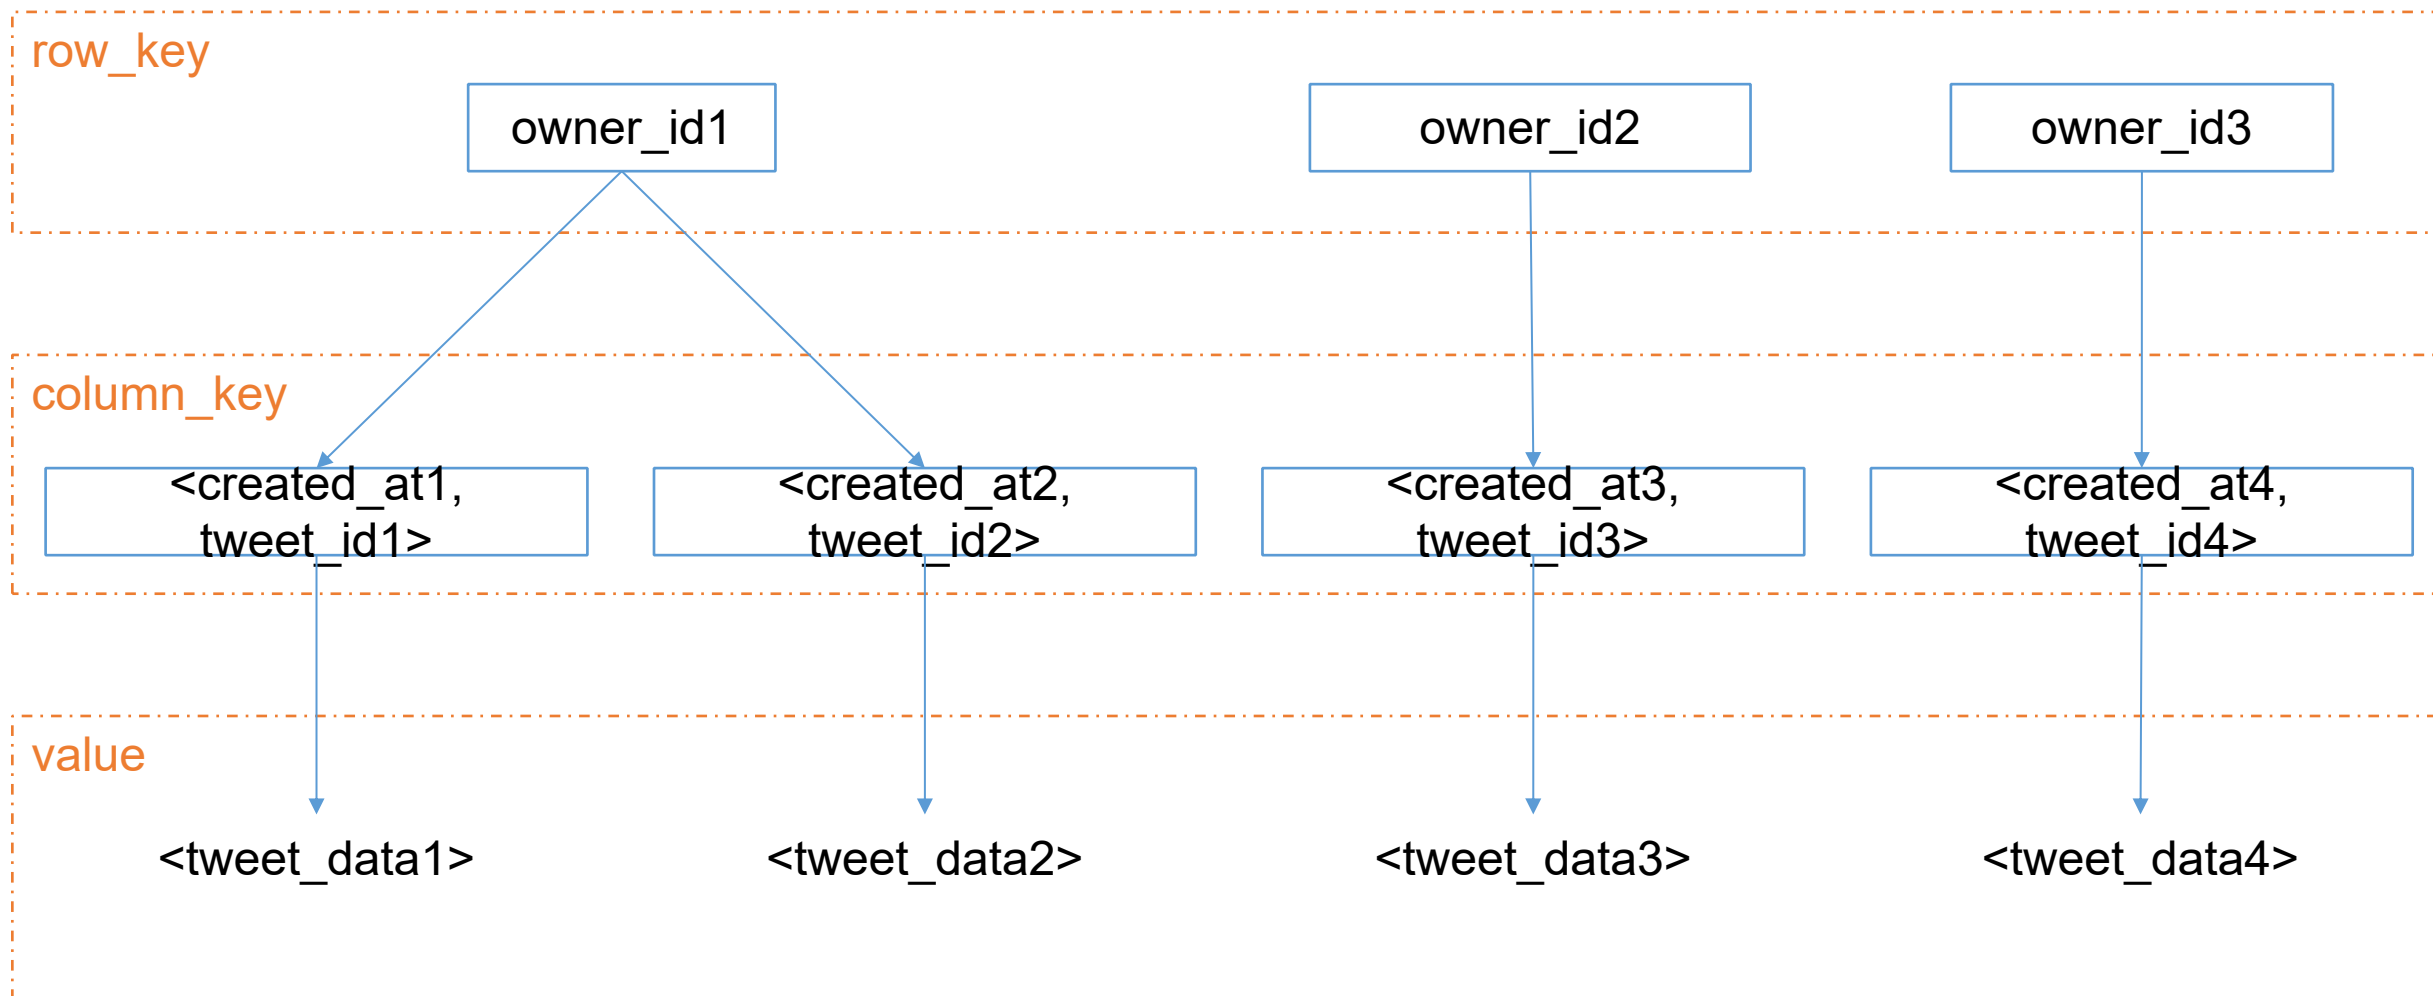 row_key
owner_id1
owner_id2
owner_id3
column_key
<created_at1,
tweet_id1>
<created_at2,
tweet_id2>
<created_at3,
tweet_id3>
<created_at4,
tweet_id4>
value
<tweet_data1>
<tweet_data2>
<tweet_data3>
<tweet_data4>